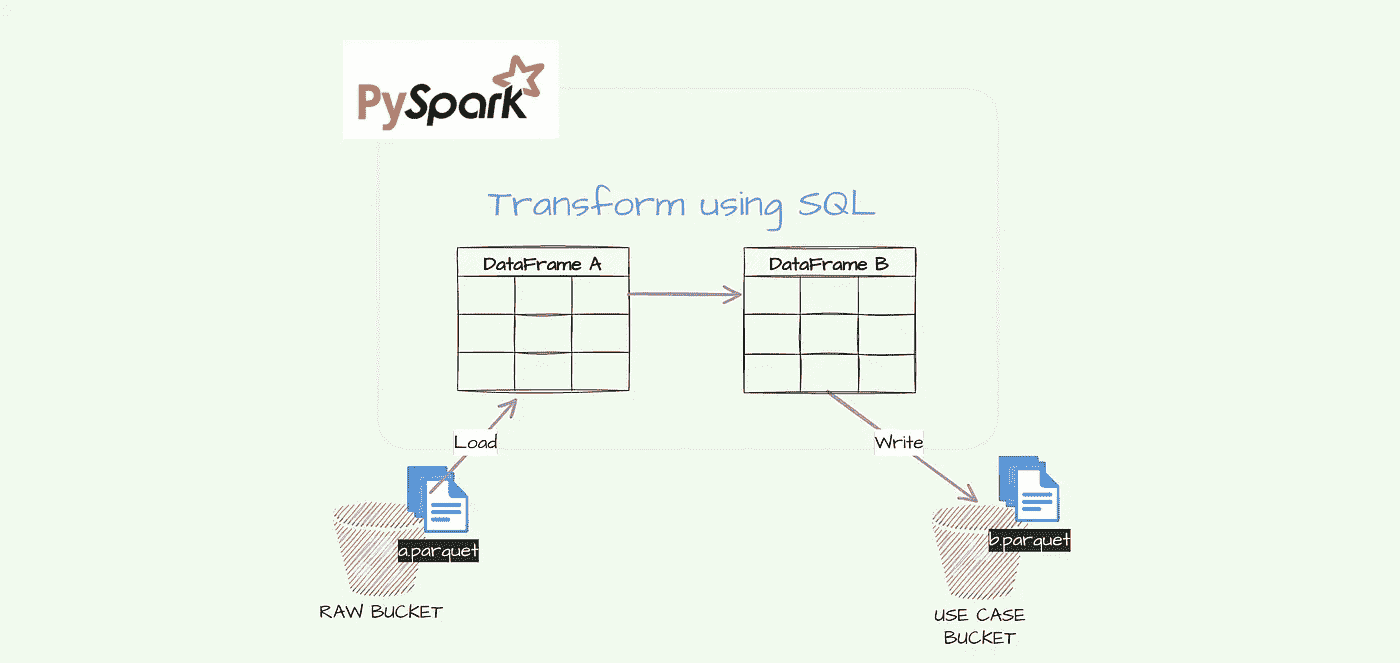 PySpark
Transform using SQL
DataFrame A
DataFrame B
Load
Write
a.parquet
b.parquet
RAW BUCKET
USE CASE
BUCKET